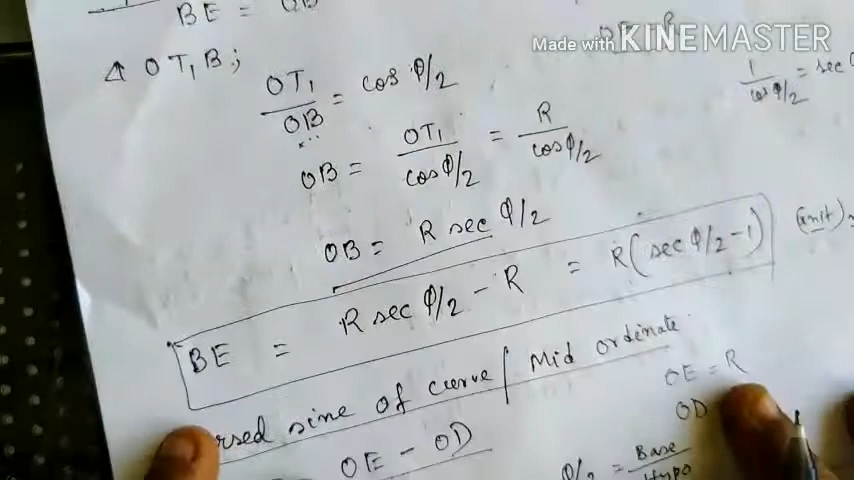 BE = OB
Made with KINEMASTER
Δ OT₁B;
OT₁/OB = cos φ/2
1/cos φ/2 = sec
OB = OT₁/cos φ/2 = R/cos φ/2
OB = R sec φ/2
BE = R sec φ/2 - R = R(sec φ/2 - 1) (unit)
rsed sine of curve / Mid ordinate
OE = R
OD
OE - OD
φ/2 = Base/Hypo